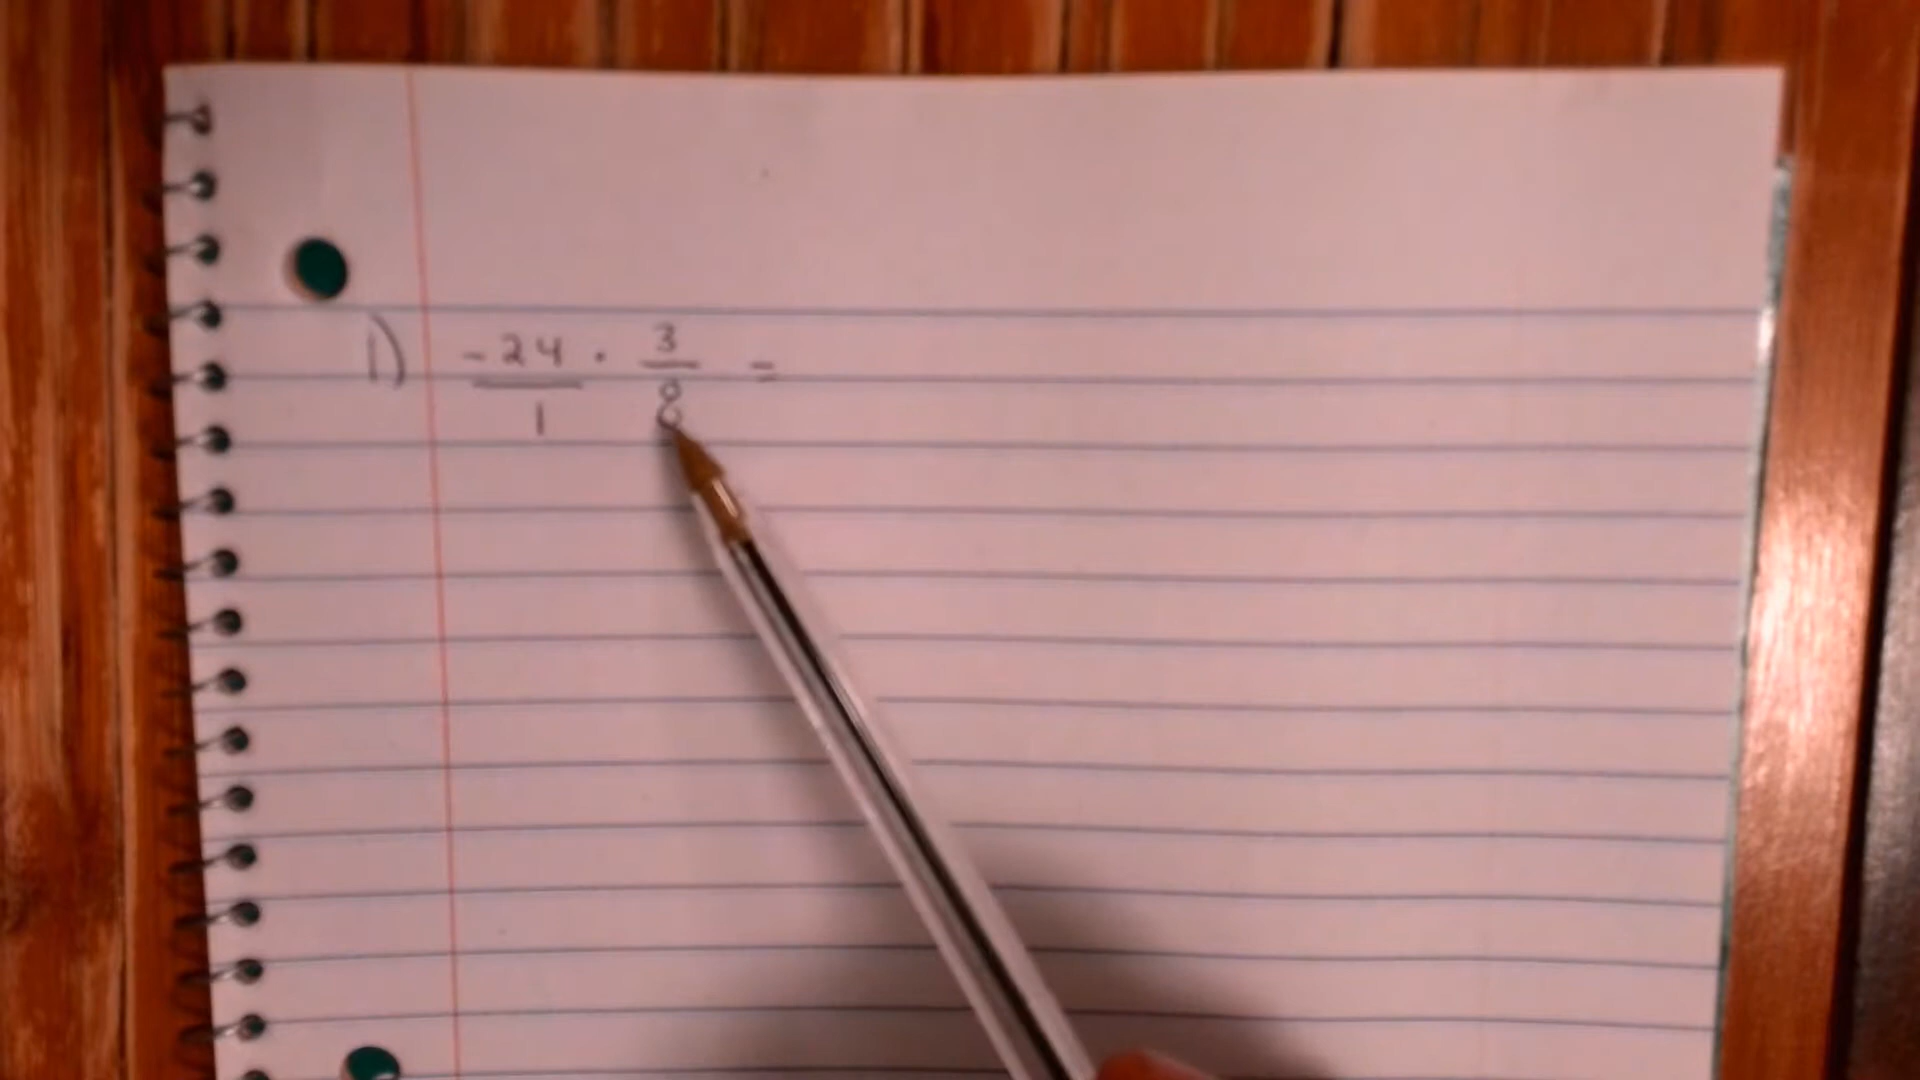 1) -24/1 · 3/8 =